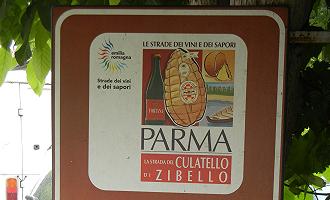 LE STRADE DEI VINI E DEI SAPORI
emilia
romagna
Strade dei vini
e dei sapori
PARMA
LA STRADA DEL CULATELLO
DI ZIBELLO